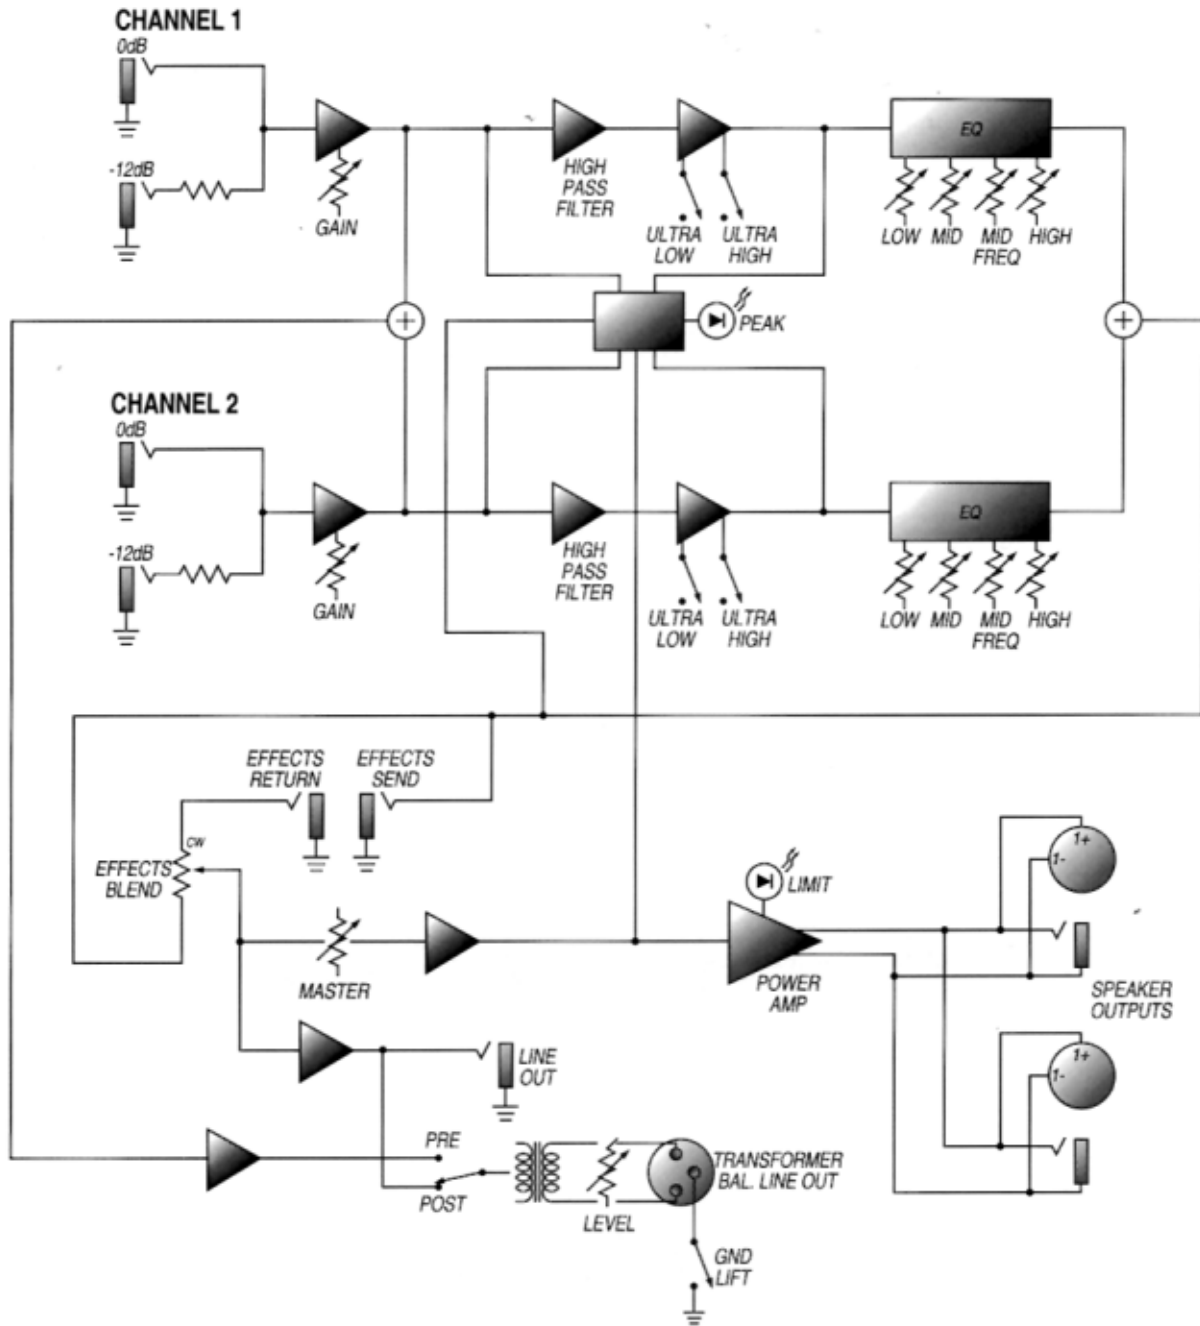 CHANNEL 1
0dB
-12dB
GAIN
HIGH
PASS
FILTER
ULTRA
LOW
ULTRA
HIGH
EQ
LOW
MID
MID
FREQ
HIGH
PEAK
CHANNEL 2
0dB
-12dB
GAIN
HIGH
PASS
FILTER
ULTRA
LOW
ULTRA
HIGH
EQ
LOW
MID
MID
FREQ
HIGH
EFFECTS
RETURN
EFFECTS
SEND
CW
EFFECTS
BLEND
MASTER
LIMIT
POWER
AMP
1+
1-
SPEAKER
OUTPUTS
1+
1-
LINE
OUT
PRE
POST
LEVEL
TRANSFORMER
BAL. LINE OUT
GND
LIFT